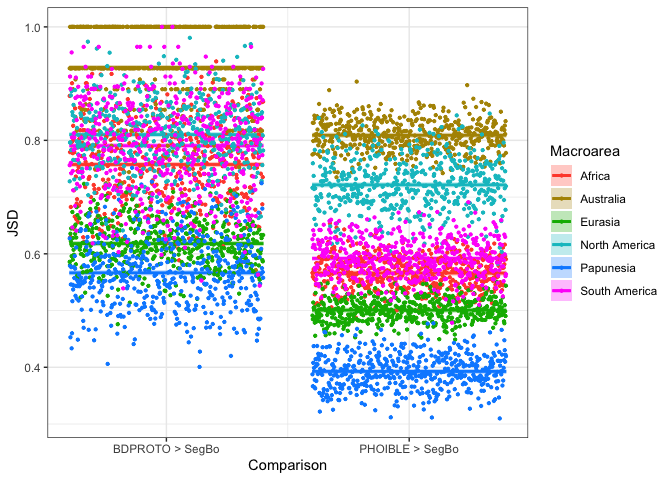 JSD
1.0
0.8
0.6
0.4
BDPROTO > SegBo
PHOIBLE > SegBo
Comparison
Macroarea
Africa
Australia
Eurasia
North America
Papunesia
South America